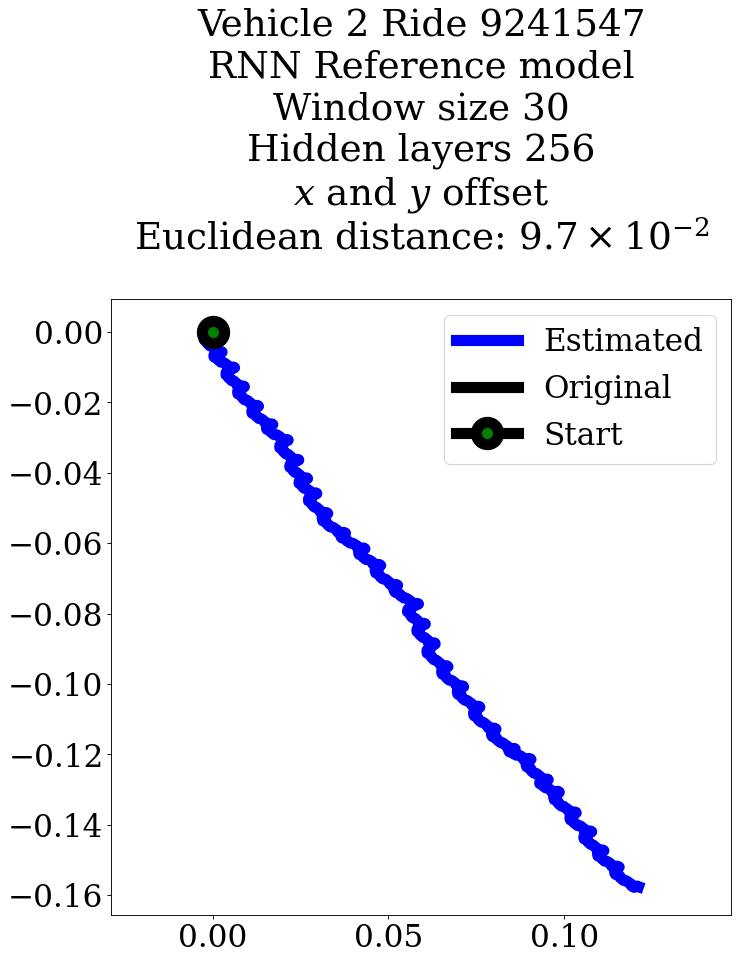 Vehicle 2 Ride 9241547
RNN Reference model
Window size 30
Hidden layers 256
x and y offset
Euclidean distance: 9.7 × 10⁻²
Estimated
Original
Start
0.00
−0.02
−0.04
−0.06
−0.08
−0.10
−0.12
−0.14
−0.16
0.00
0.05
0.10